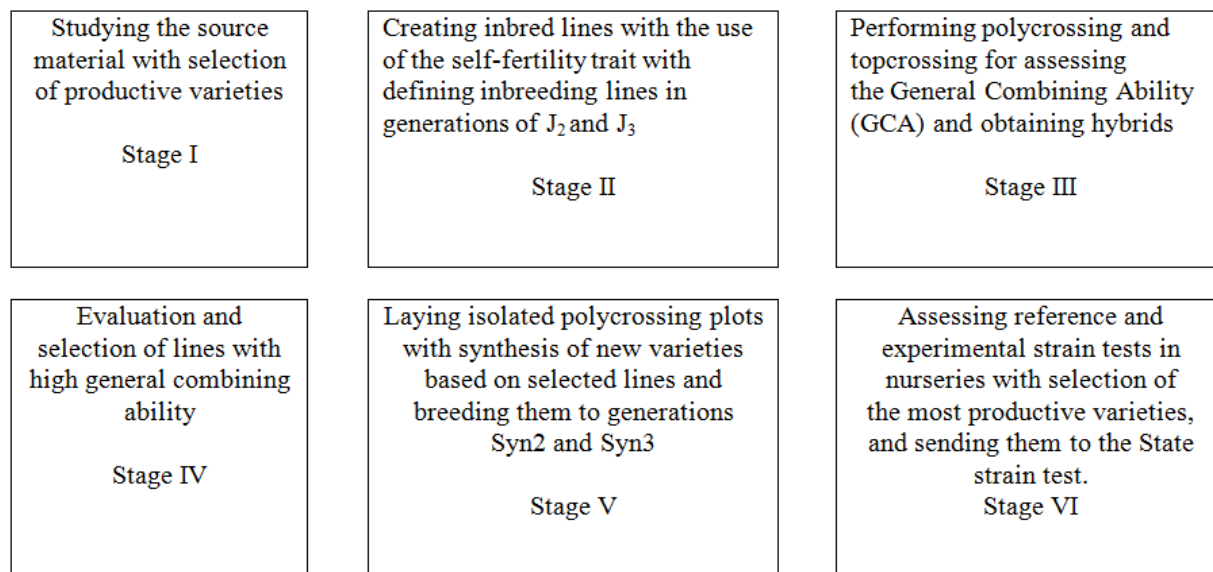 Studying the source
material with selection
of productive varieties
Stage I
Creating inbred lines with the use
of the self-fertility trait with
defining inbreeding lines in
generations of J₂ and J₃
Stage II
Performing polycrossing and
topcrossing for assessing
the General Combining Ability
(GCA) and obtaining hybrids
Stage III
Evaluation and
selection of lines with
high general combining
ability
Stage IV
Laying isolated polycrossing plots
with synthesis of new varieties
based on selected lines and
breeding them to generations
Syn2 and Syn3
Stage V
Assessing reference and
experimental strain tests in
nurseries with selection of
the most productive varieties,
and sending them to the State
strain test.
Stage VI